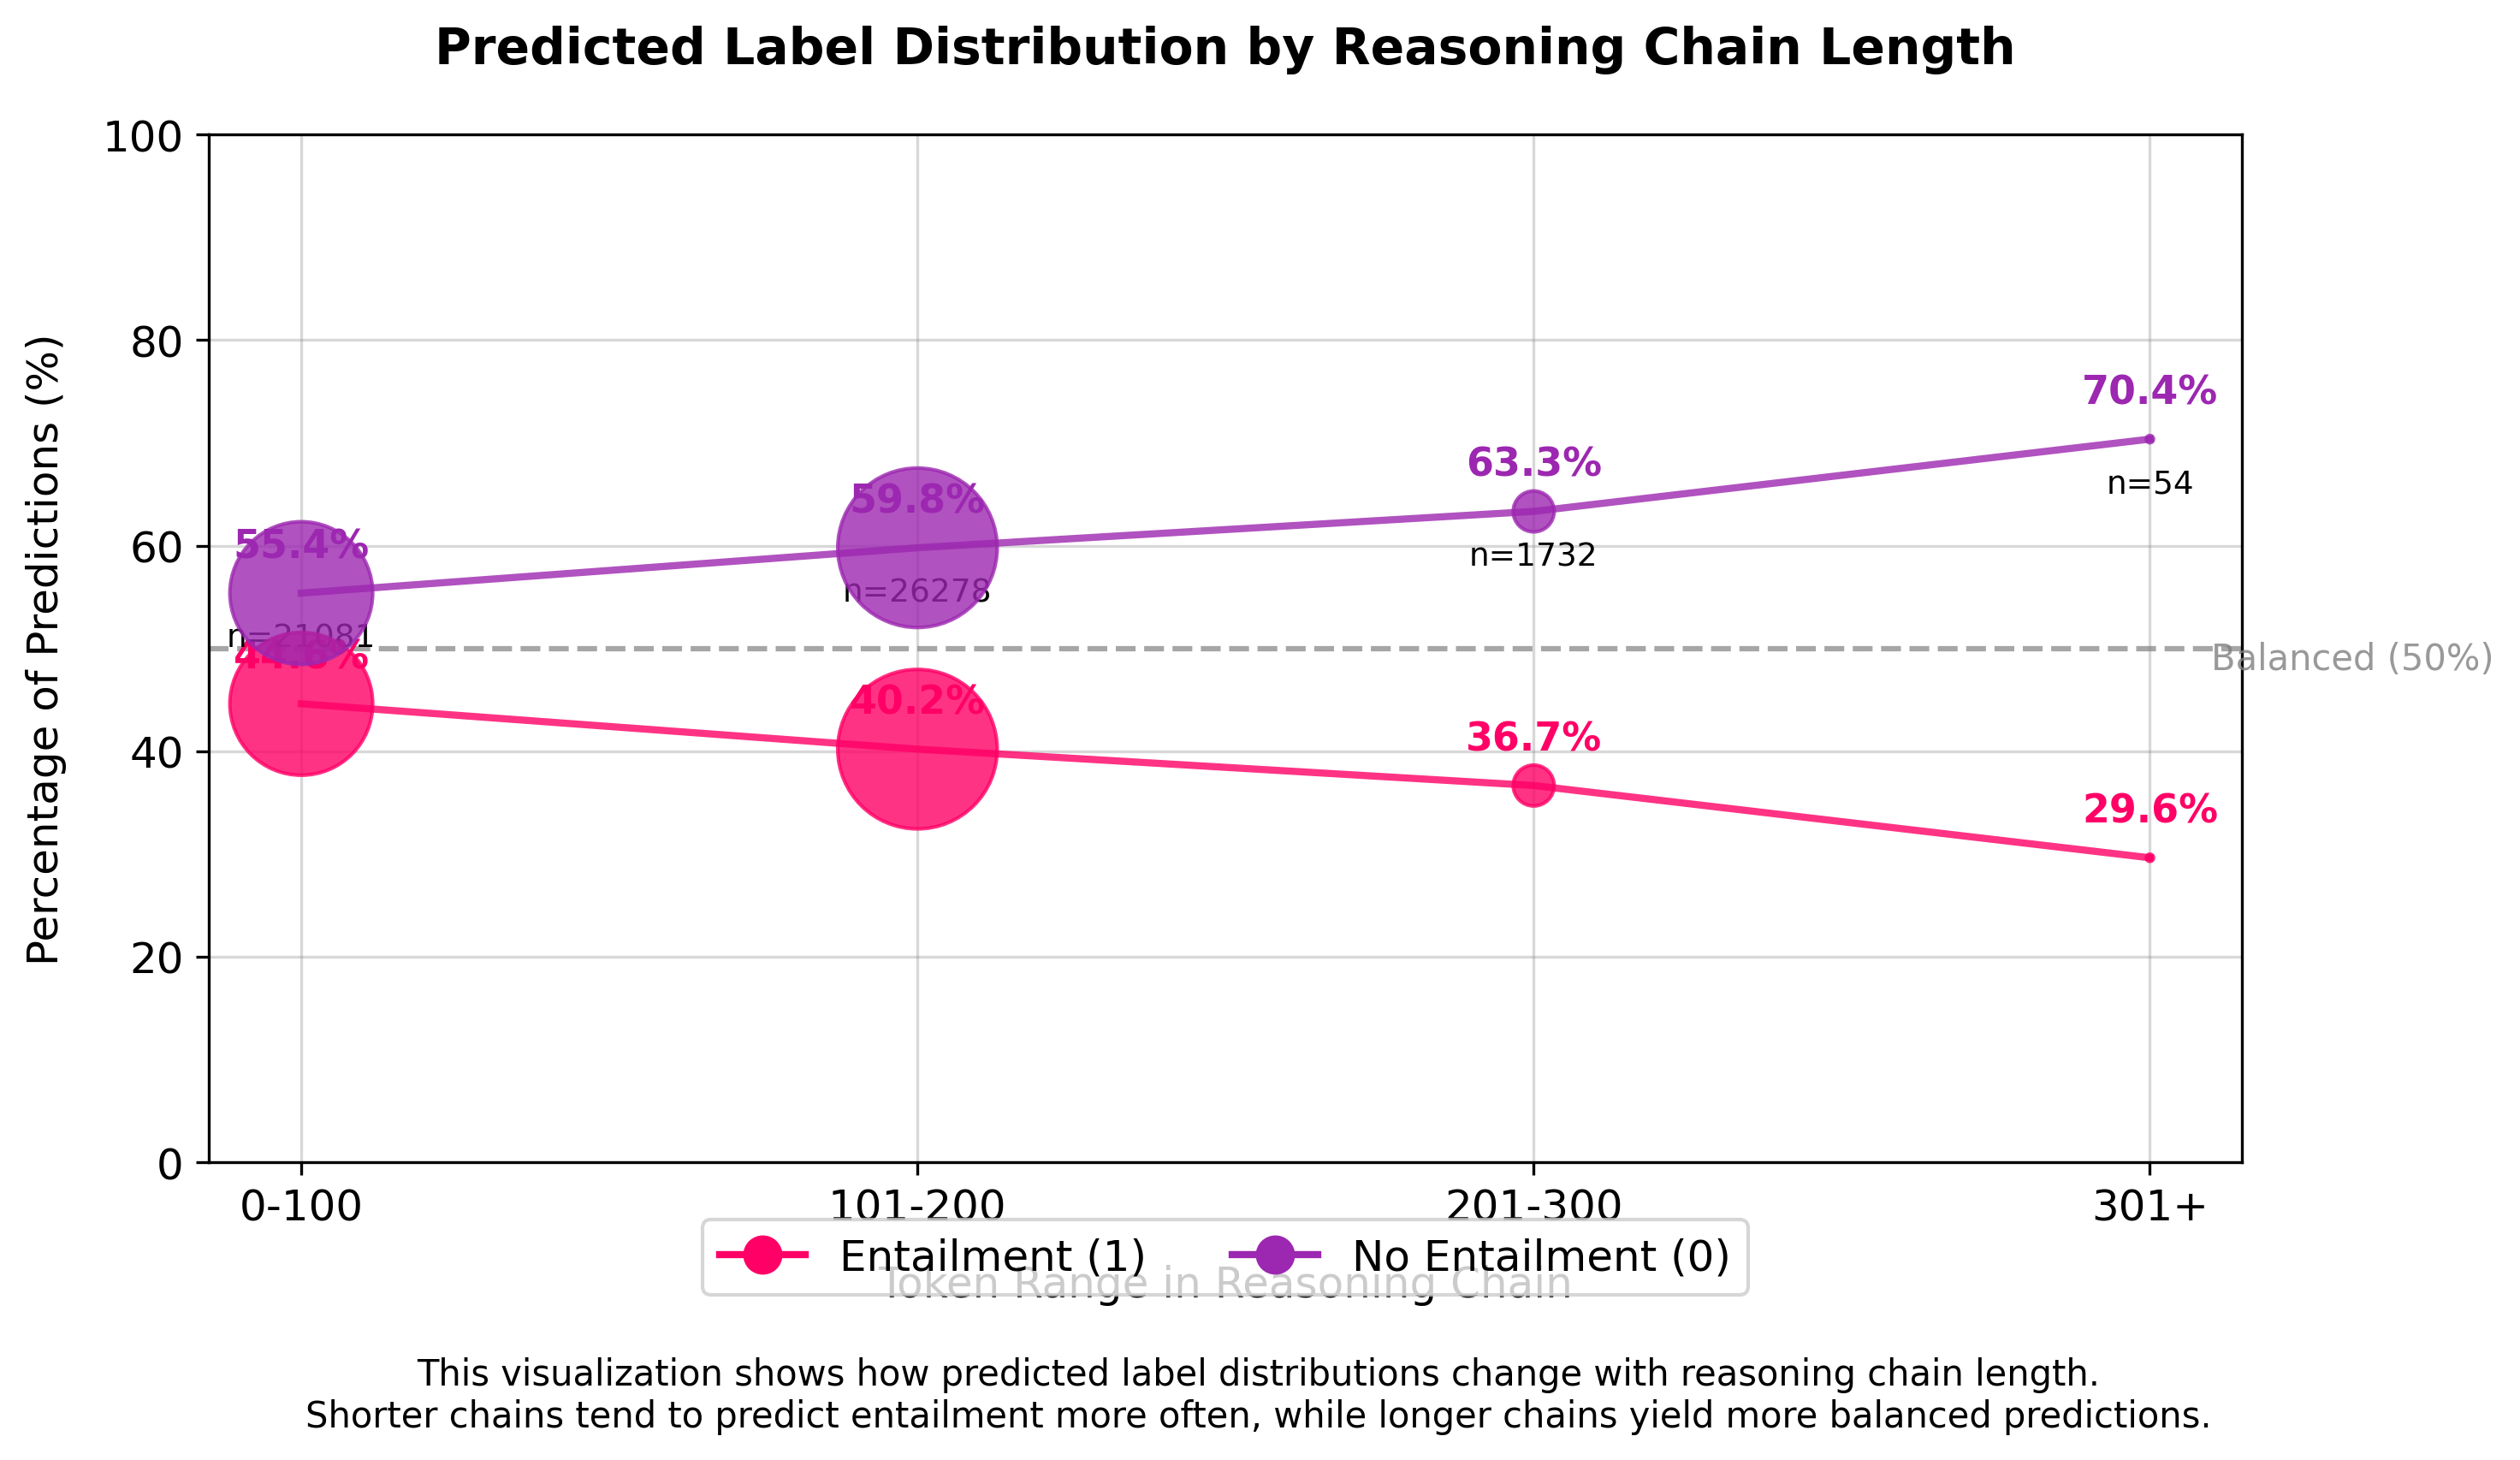 Predicted Label Distribution by Reasoning Chain Length
Percentage of Predictions (%)
100
80
60
40
20
0
70.4%
n=54
63.3%
n=1732
59.8%
n=26278
55.4%
n=21081
Balanced (50%)
40.2%
36.7%
29.6%
0-100
101-200
201-300
301+
Entailment (1)
No Entailment (0)
Token Range in Reasoning Chain
This visualization shows how predicted label distributions change with reasoning chain length.
Shorter chains tend to predict entailment more often, while longer chains yield more balanced predictions.